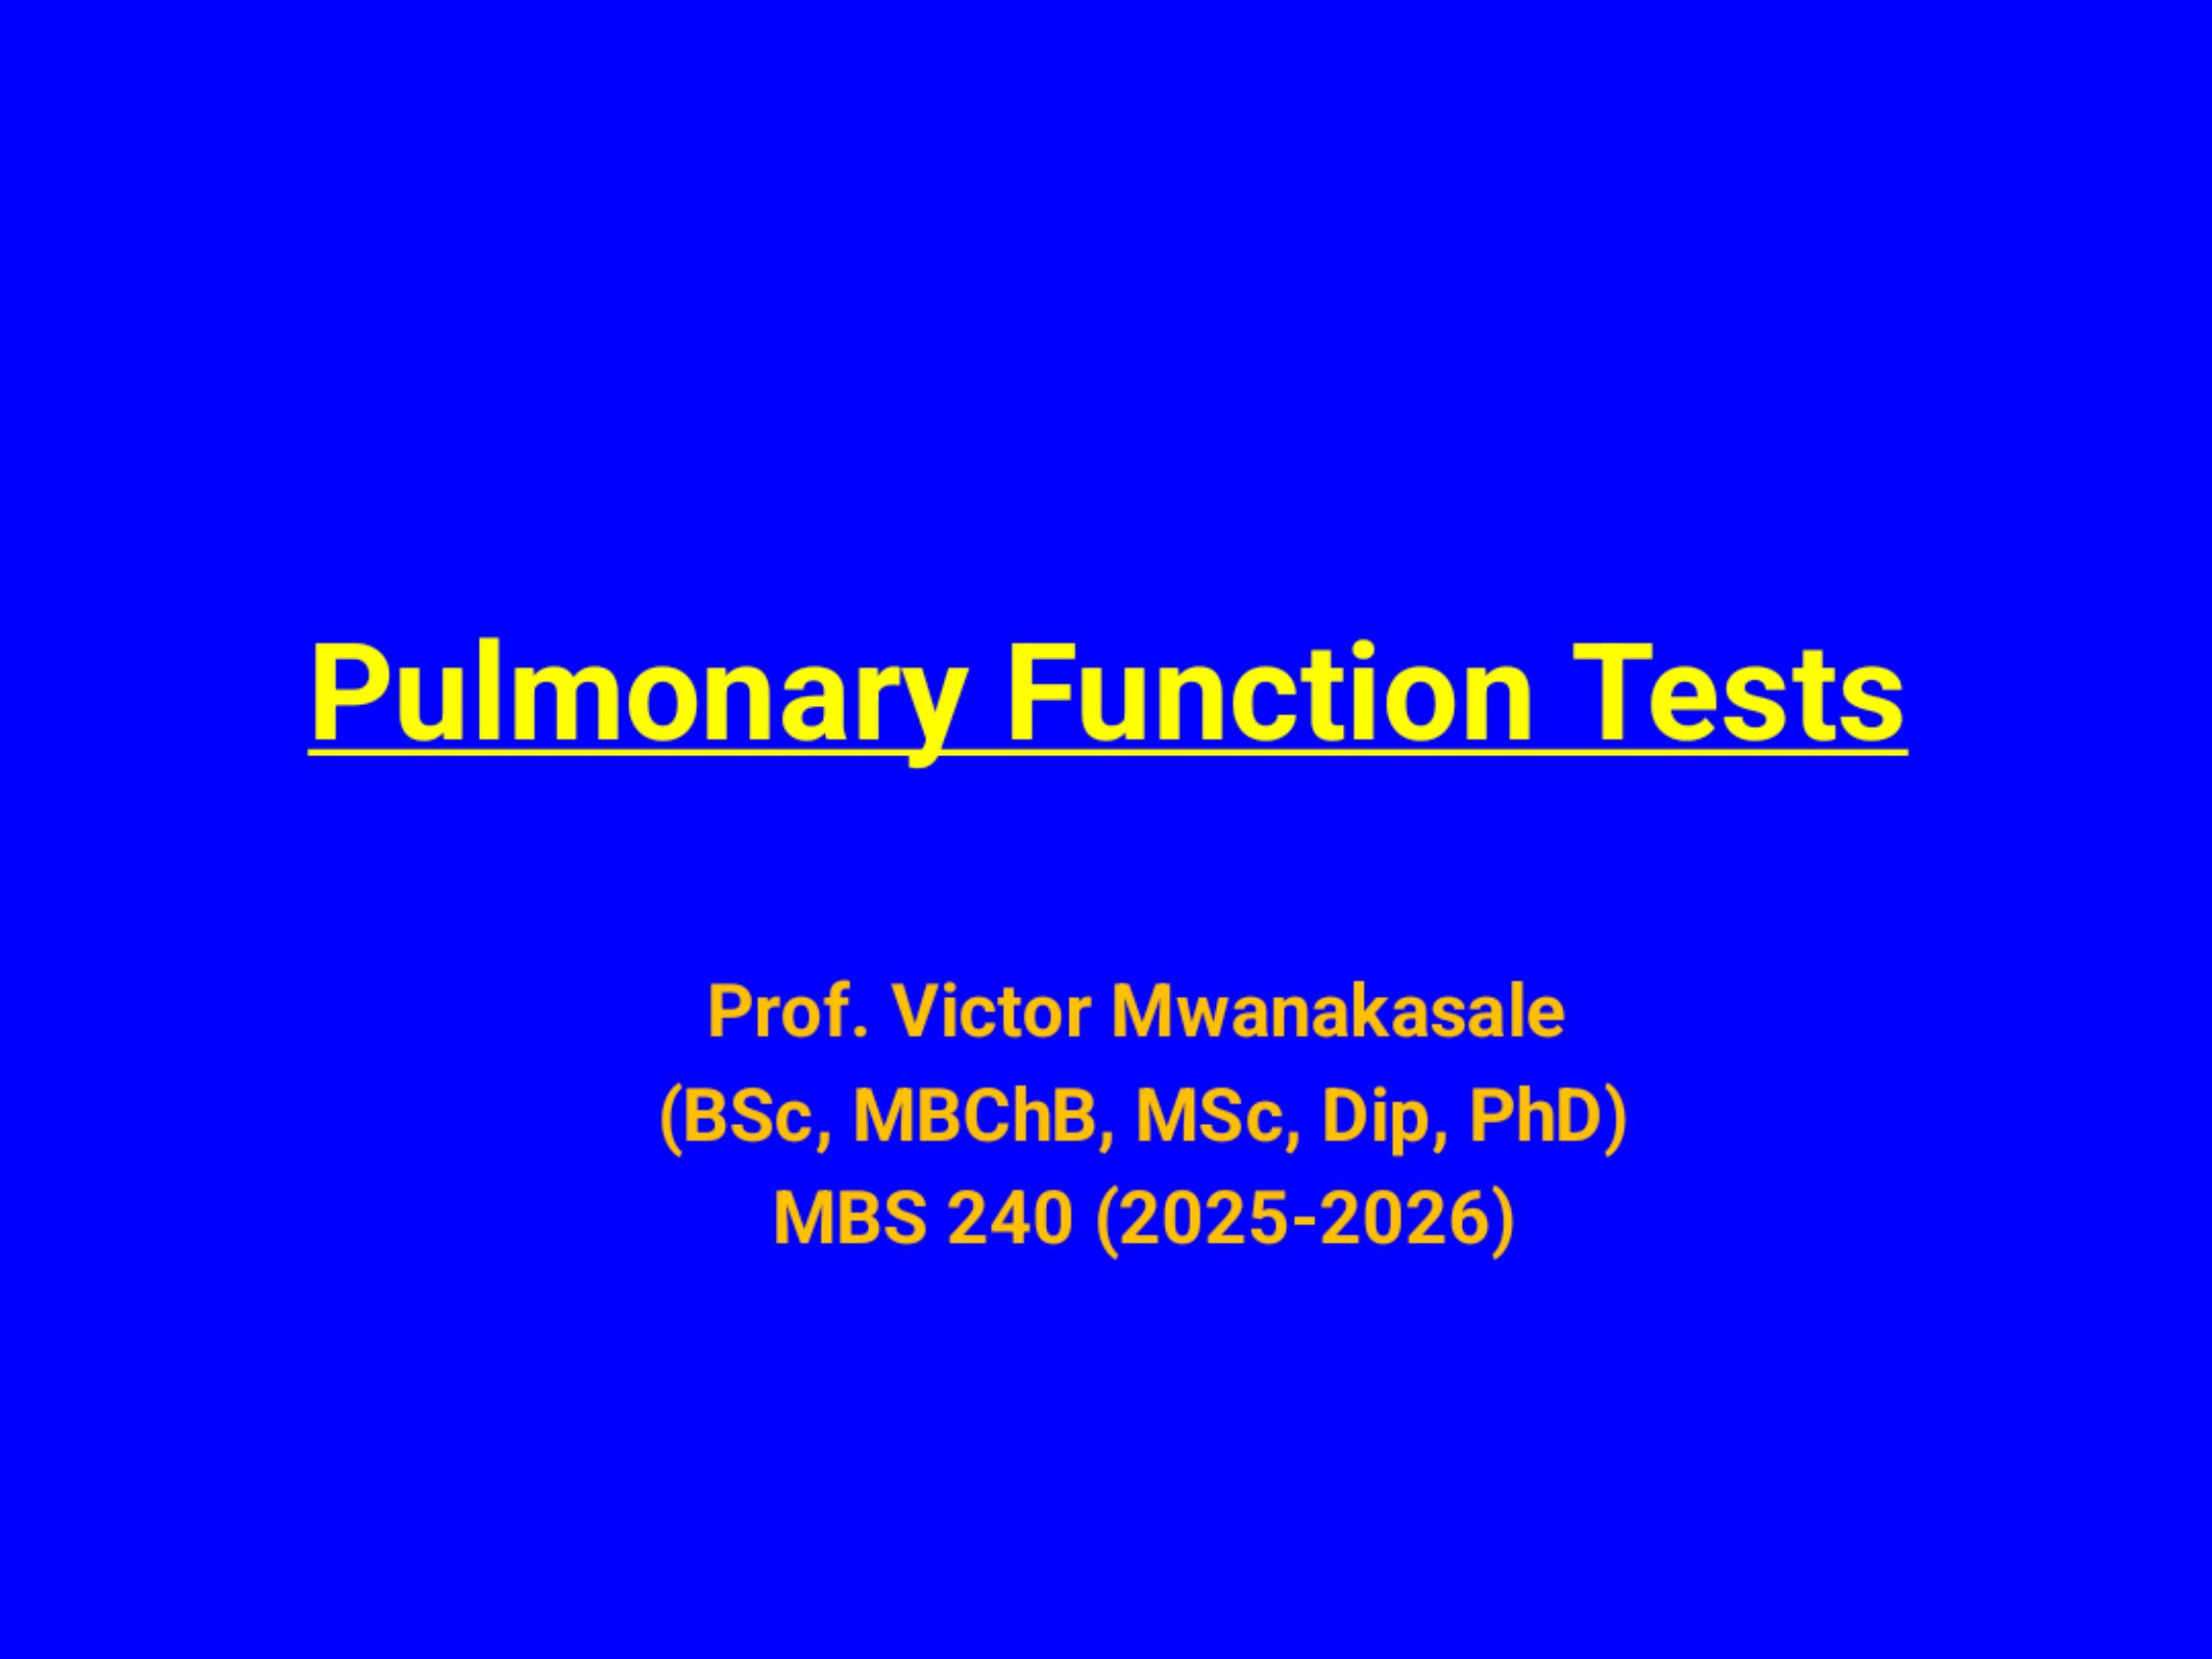 Pulmonary Function Tests
Prof. Victor Mwanakasale
(BSc, MBChB, MSc, Dip, PhD)
MBS 240 (2025-2026)